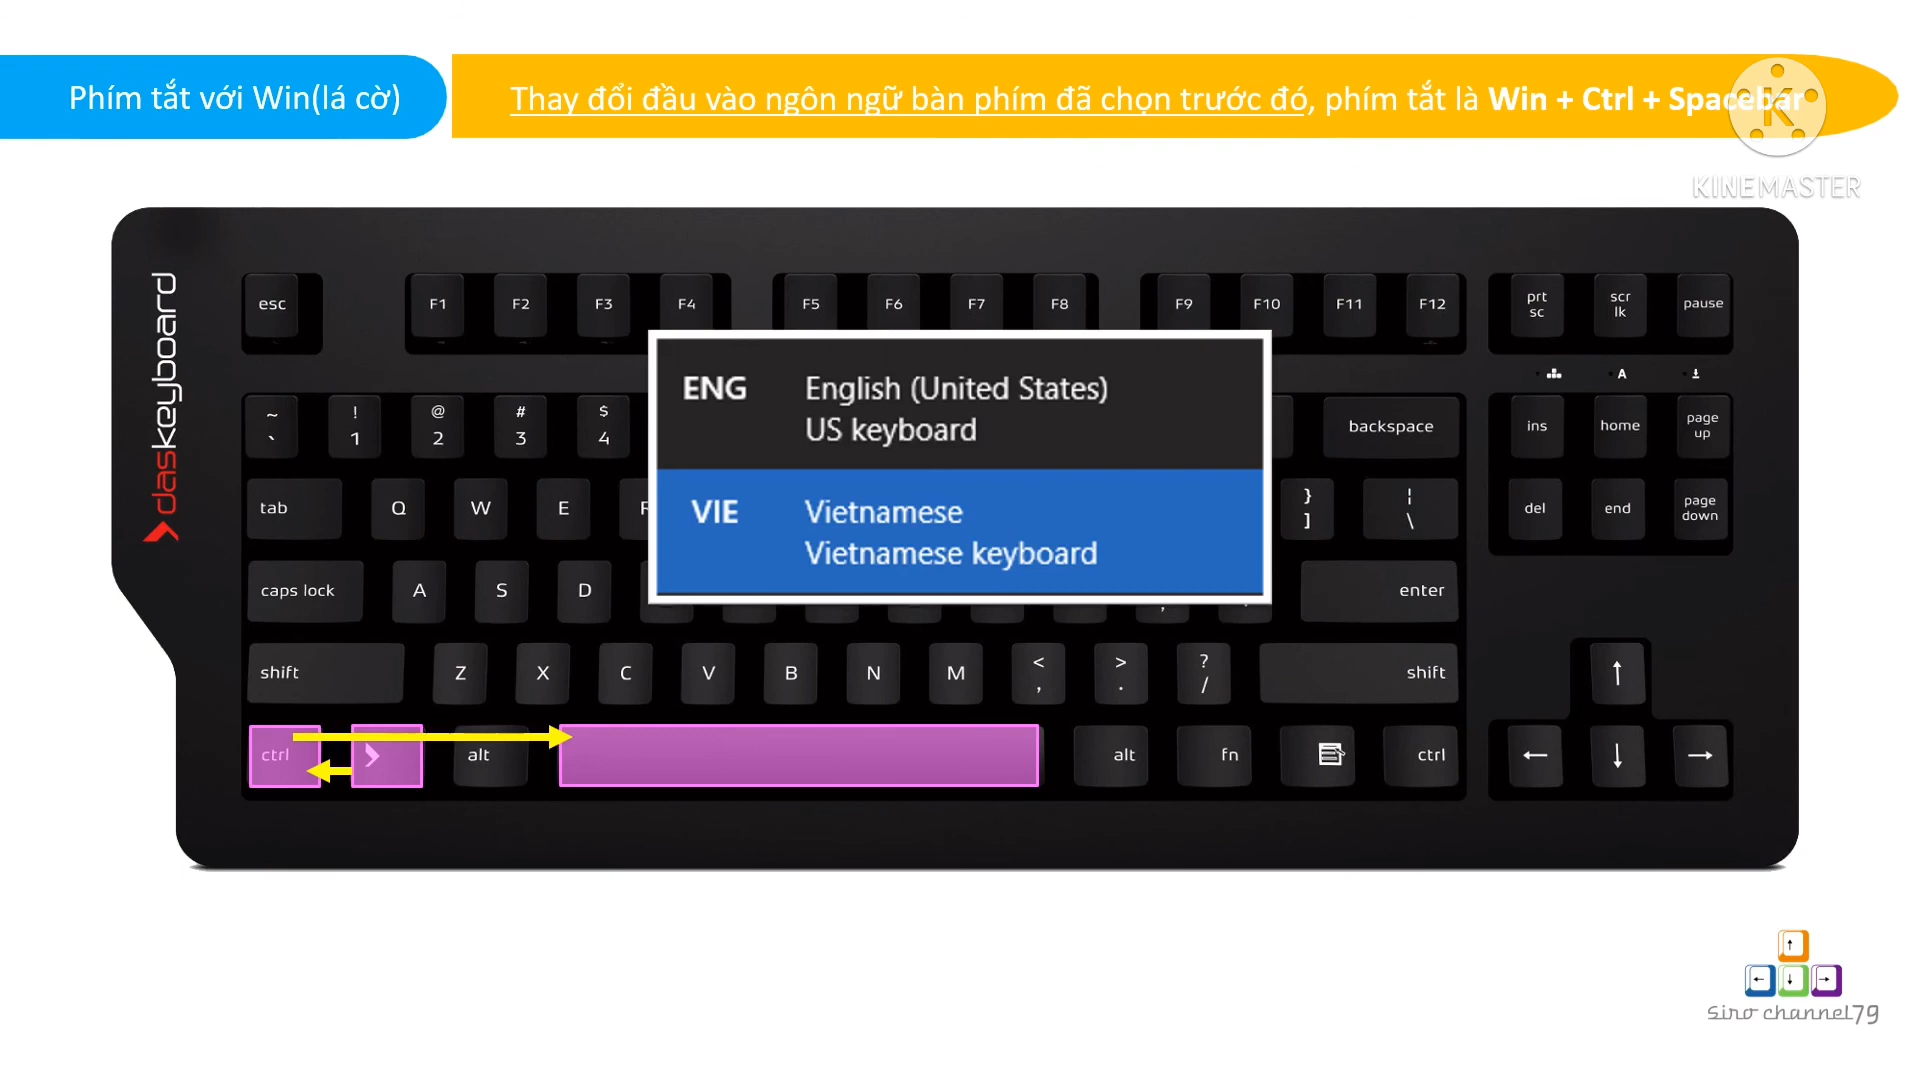 Phím tắt với Win(lá cờ)
Thay đổi đầu vào ngôn ngữ bàn phím đã chọn trước đó, phím tắt là Win + Ctrl + Spacebar
KINEMASTER
daskeyboard
esc F1 F2 F3 F4 F5 F6 F7 F8 F9 F10 F11 F12 prt sc scr lk pause
ENG English (United States)
US keyboard
VIE Vietnamese
Vietnamese keyboard
~ ` ! 1 @ 2 # 3 $ 4 backspace ins home page up
tab Q W E R } ] ¦ \ del end page down
caps lock A S D enter
shift Z X C V B N M < , > . ? / shift ↑
ctrl alt alt fn ctrl ← ↓ →
sino channel79